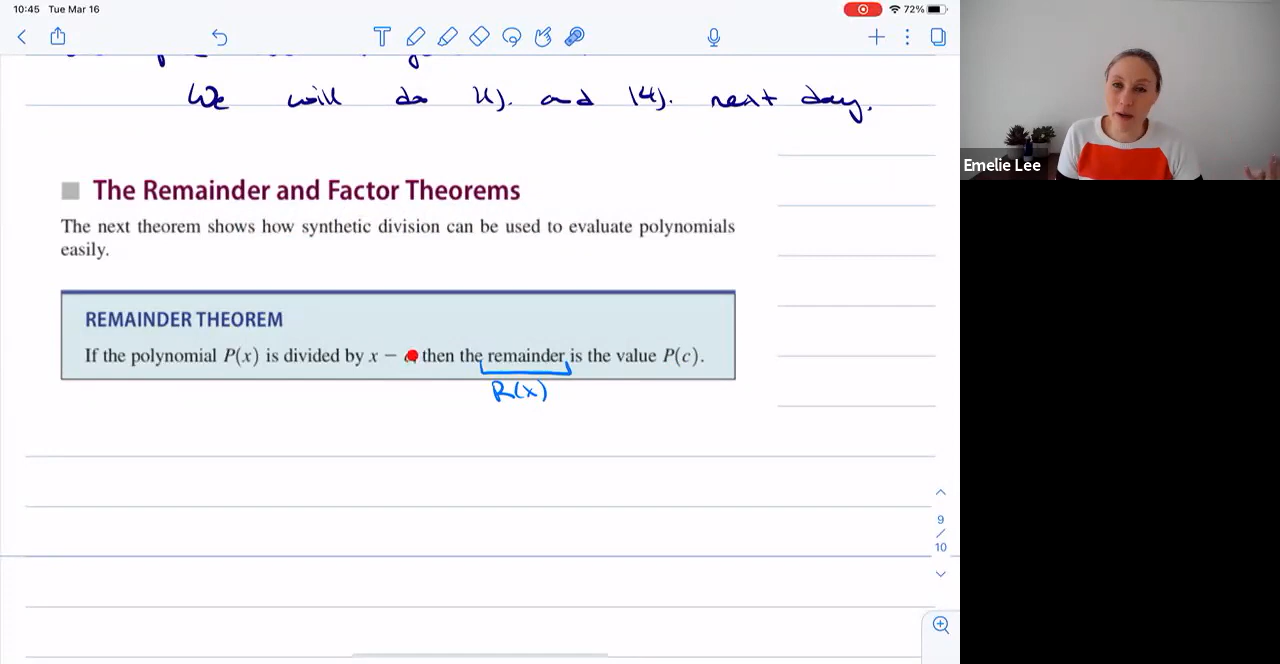 10:45 Tue Mar 16
72%
We will do 11). and 14). next day.
The Remainder and Factor Theorems
The next theorem shows how synthetic division can be used to evaluate polynomials
easily.
REMAINDER THEOREM
If the polynomial P(x) is divided by x − then the remainder is the value P(c).
R(x)
9
/
10
Emelie Lee